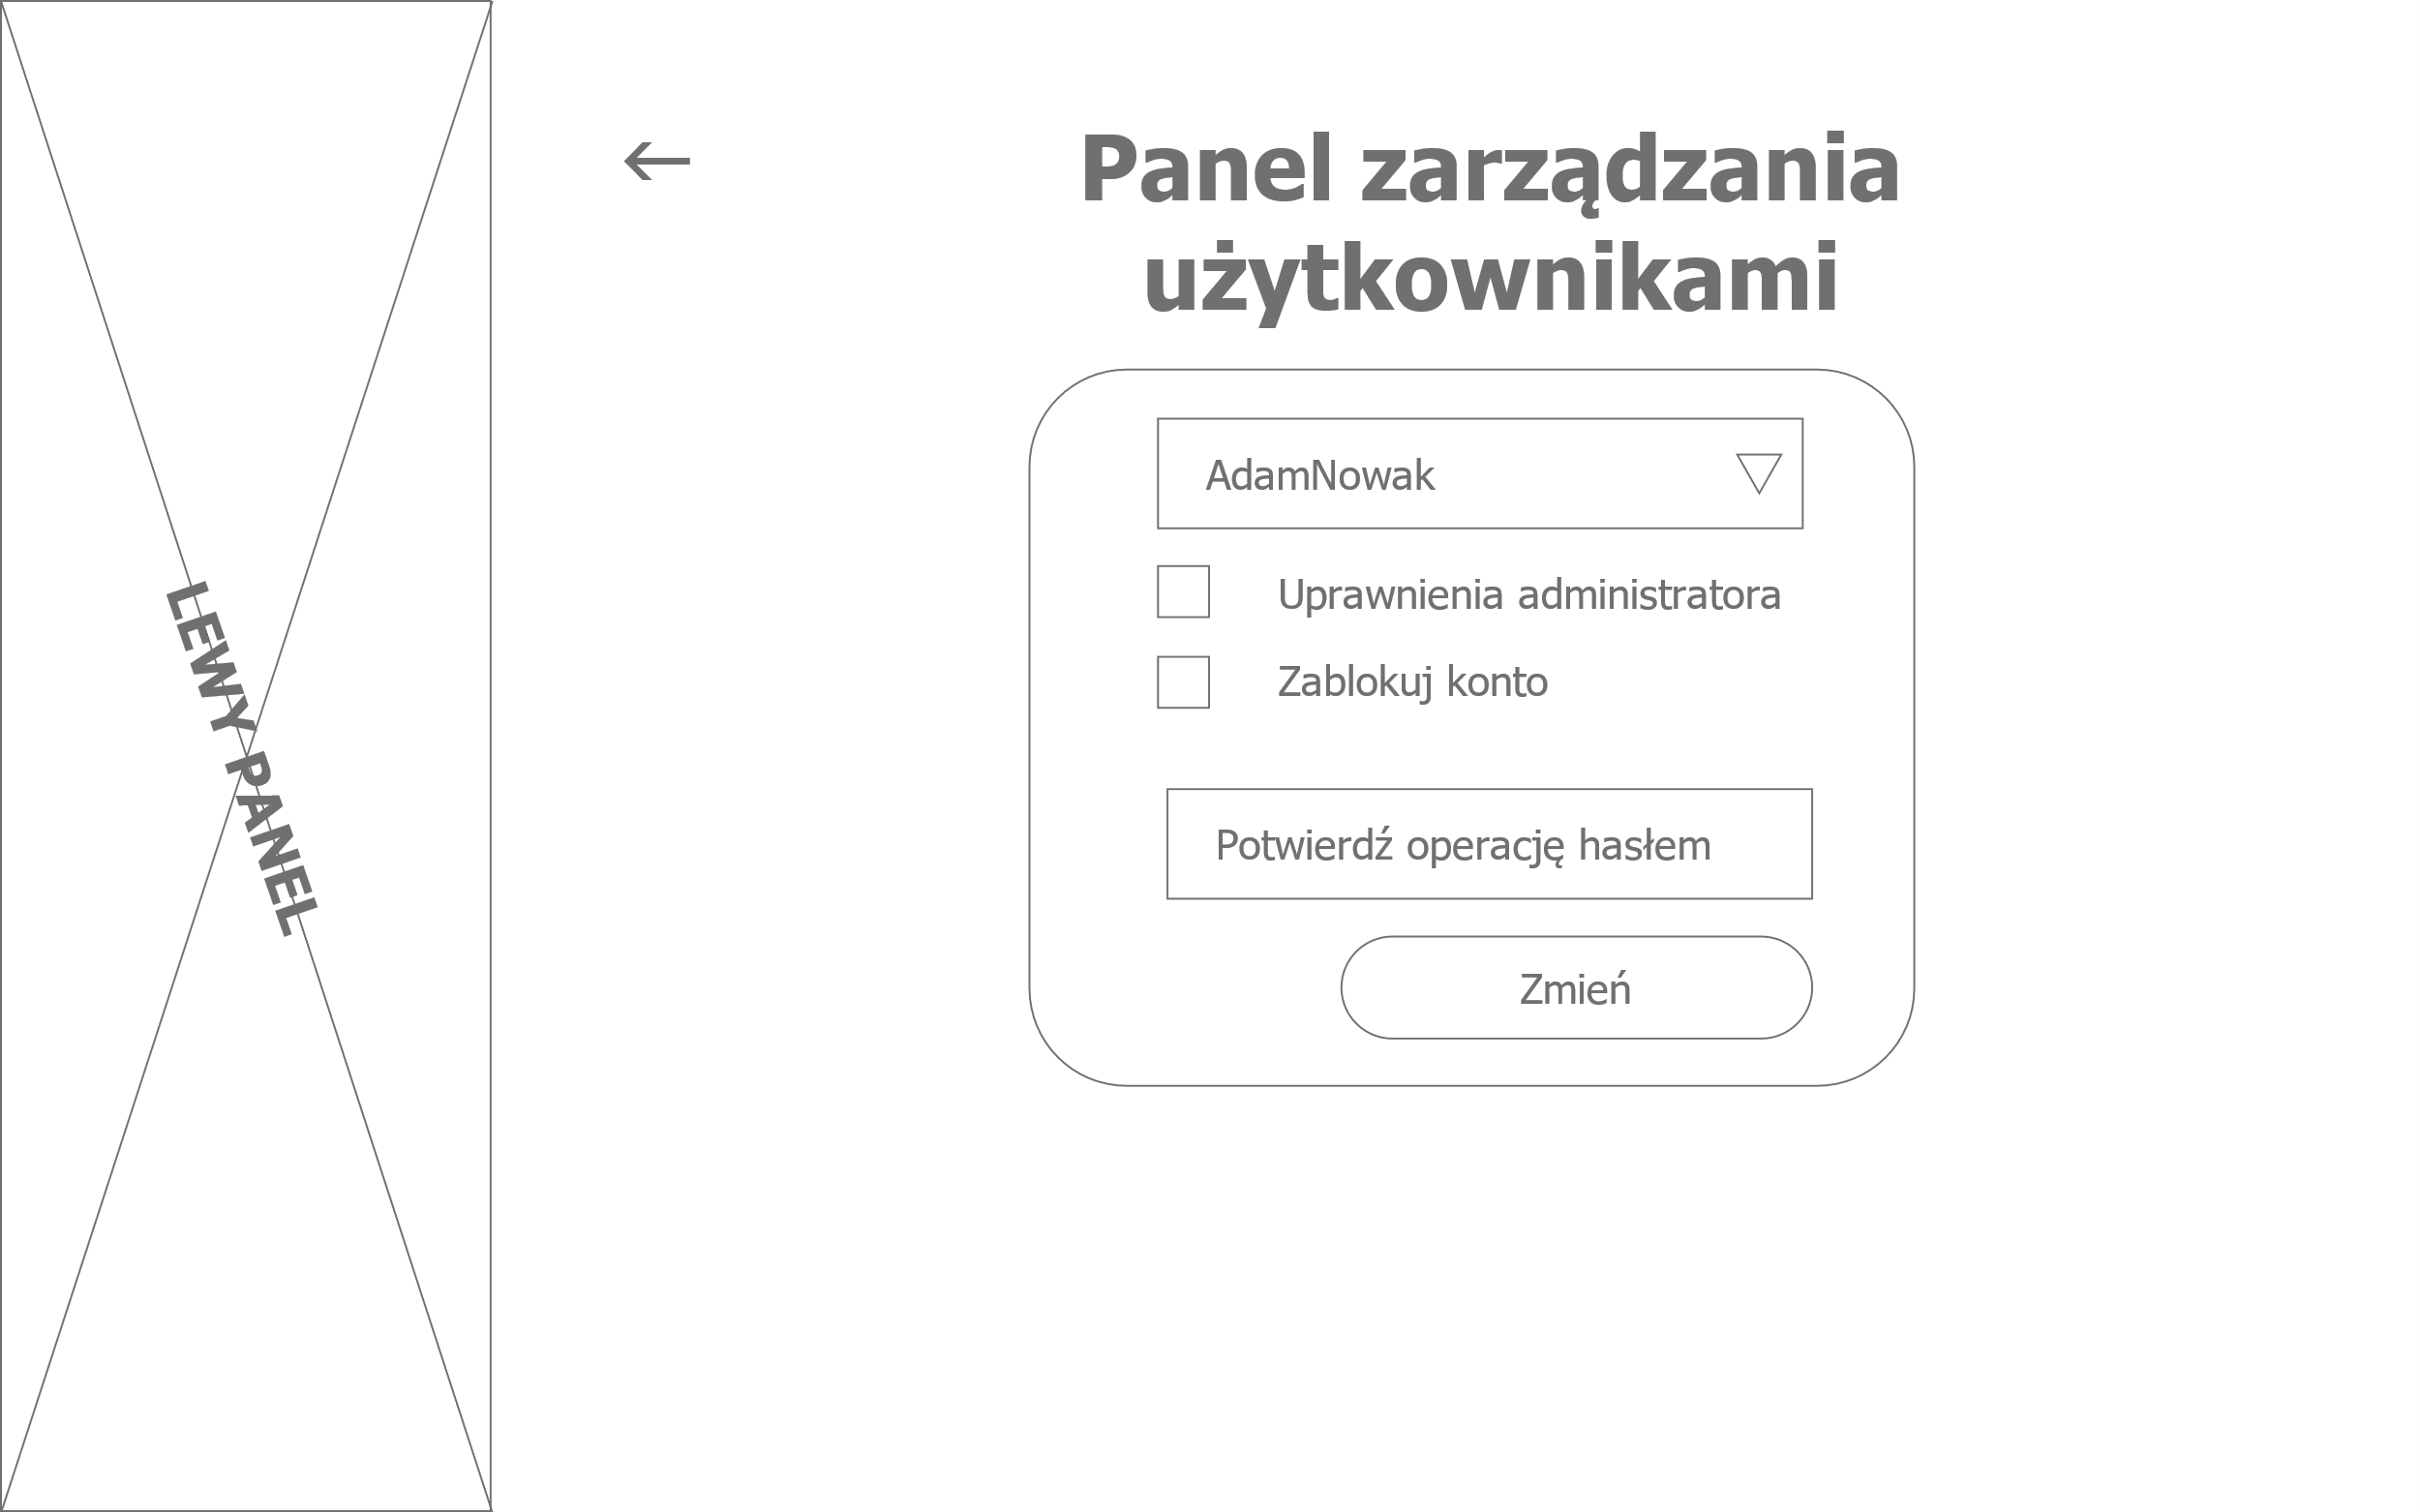 Panel zarządzania
użytkownikami
AdamNowak
Uprawnienia administratora
Zablokuj konto
LEWY PANEL
Potwierdź operację hasłem
Zmień